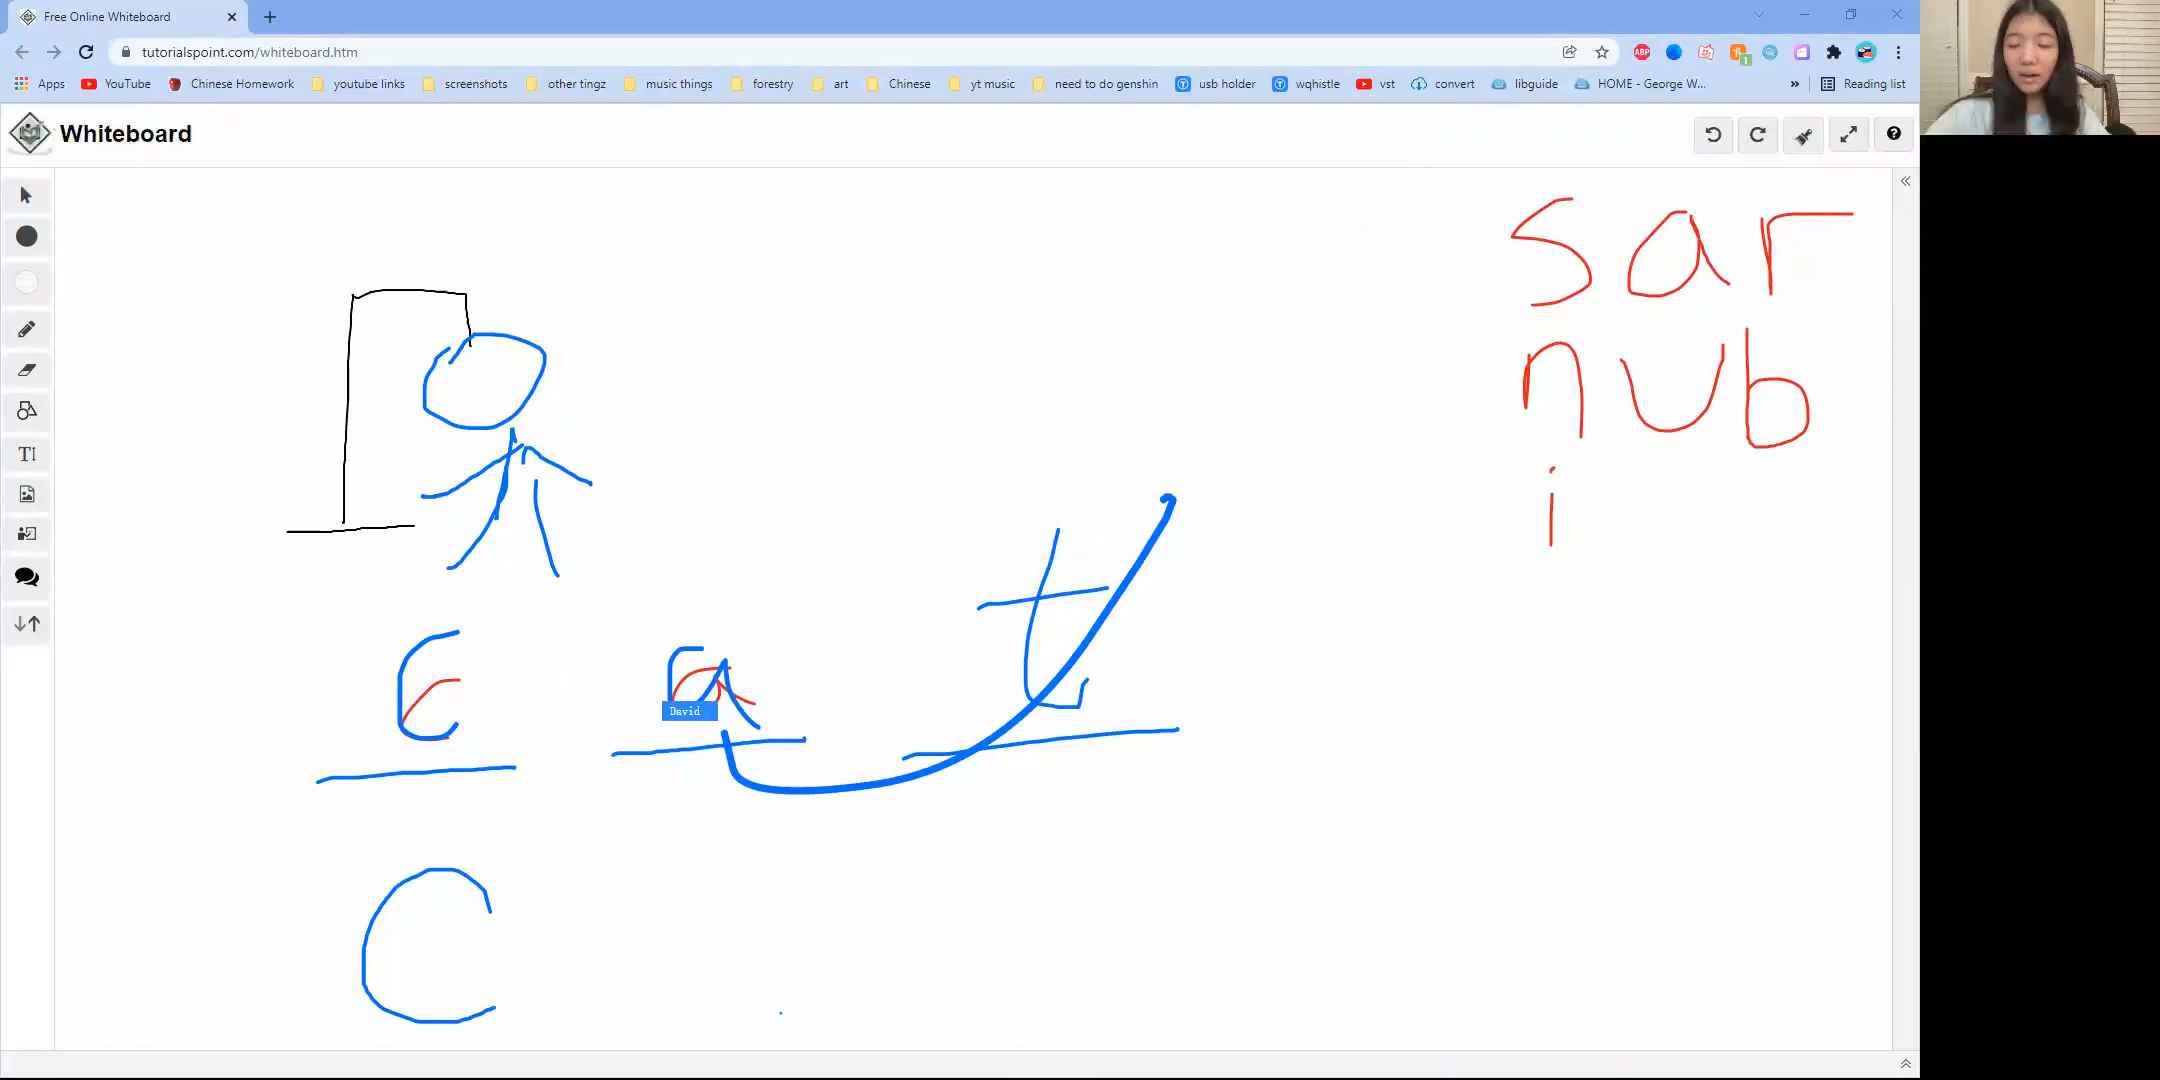 Free Online Whiteboard
tutorialspoint.com/whiteboard.htm
ABP
1
Apps YouTube Chinese Homework youtube links screenshots other tingz music things forestry art Chinese yt music need to do genshin usb holder wqhistle vst convert libguide HOME - George W... » Reading list
Whiteboard
s a r
n u b
i
t
a
David
C